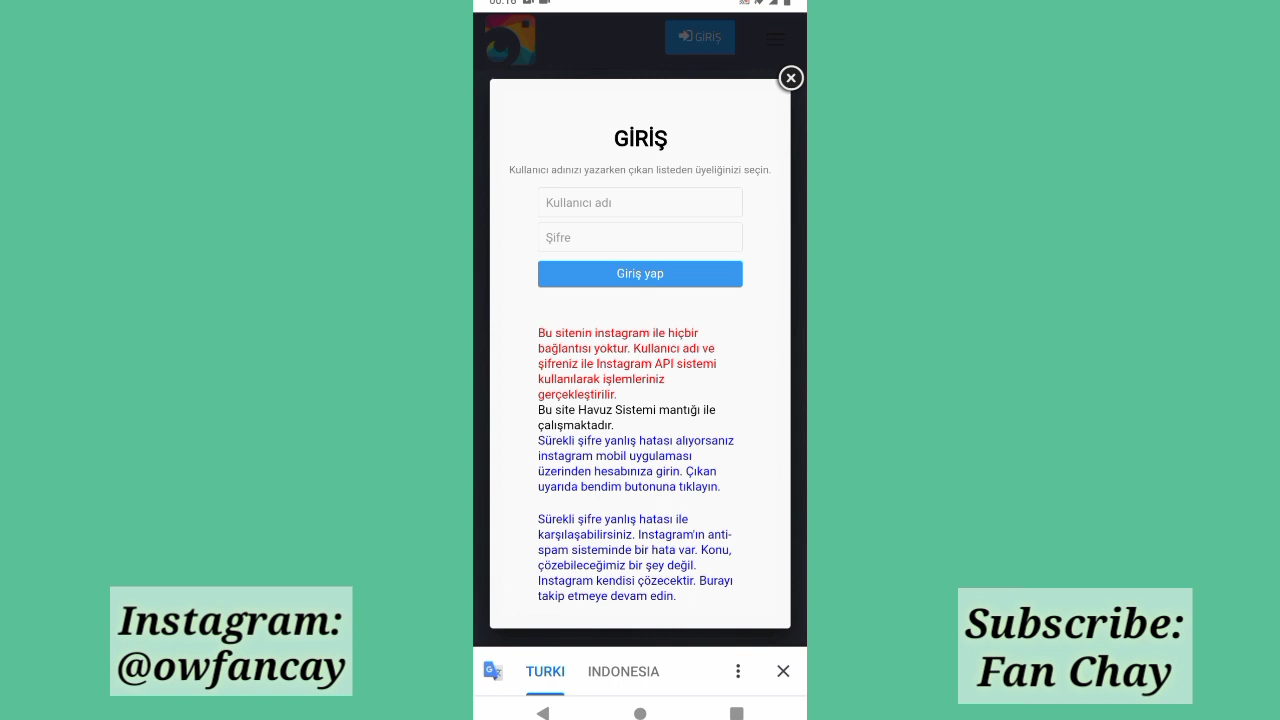 00:16
GİRİŞ
GİRİŞ
Kullanıcı adınızı yazarken çıkan listeden üyeliğinizi seçin.
Kullanıcı adı
Şifre
Giriş yap
Bu sitenin instagram ile hiçbir
bağlantısı yoktur. Kullanıcı adı ve
şifreniz ile Instagram API sistemi
kullanılarak işlemleriniz
gerçekleştirilir.
Bu site Havuz Sistemi mantığı ile
çalışmaktadır.
Sürekli şifre yanlış hatası alıyorsanız
instagram mobil uygulaması
üzerinden hesabınıza girin. Çıkan
uyarıda bendim butonuna tıklayın.
Sürekli şifre yanlış hatası ile
karşılaşabilirsiniz. Instagram'ın anti-
spam sisteminde bir hata var. Konu,
çözebileceğimiz bir şey değil.
Instagram kendisi çözecektir. Burayı
takip etmeye devam edin.
TURKI INDONESIA
Instagram:
@owfancay
Subscribe:
Fan Chay